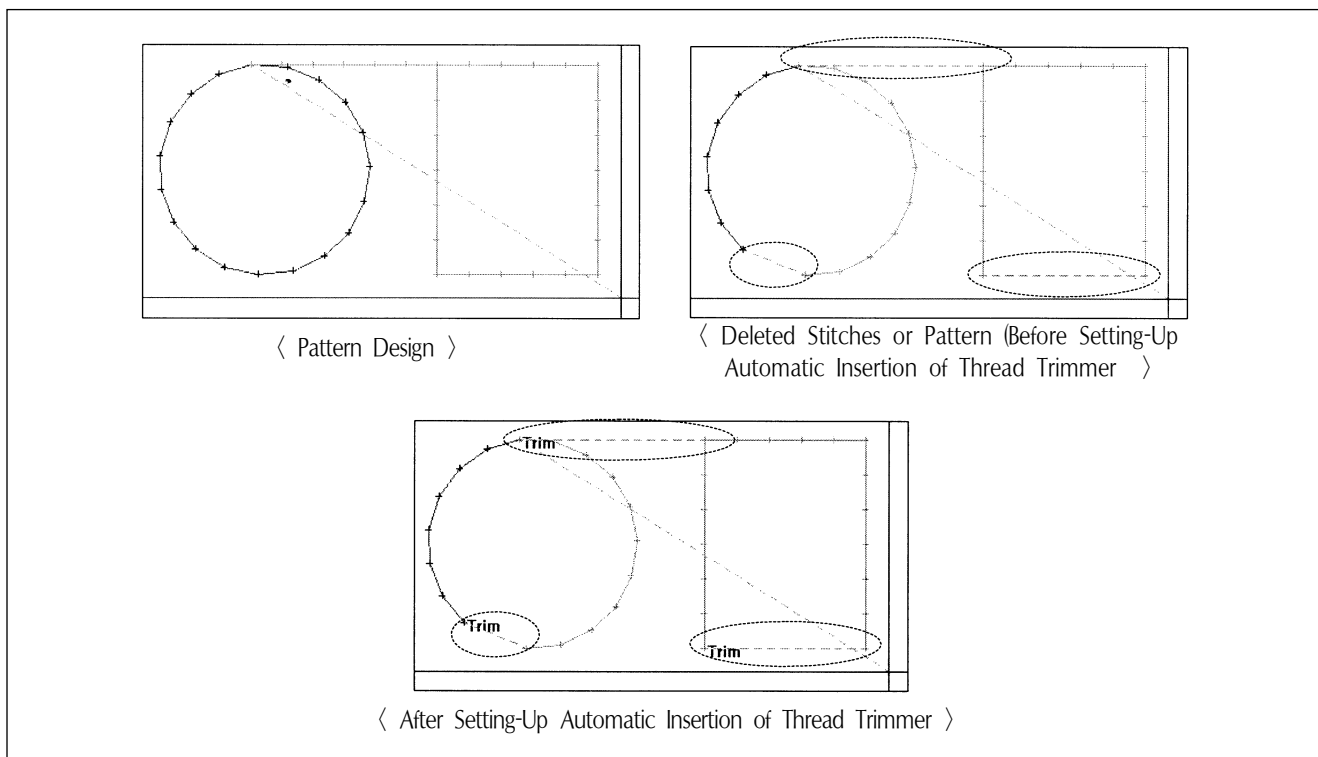 〈 Pattern Design 〉
〈 Deleted Stitches or Pattern (Before Setting-Up
Automatic Insertion of Thread Trimmer 〉
Trim
Trim
Trim
〈 After Setting-Up Automatic Insertion of Thread Trimmer 〉